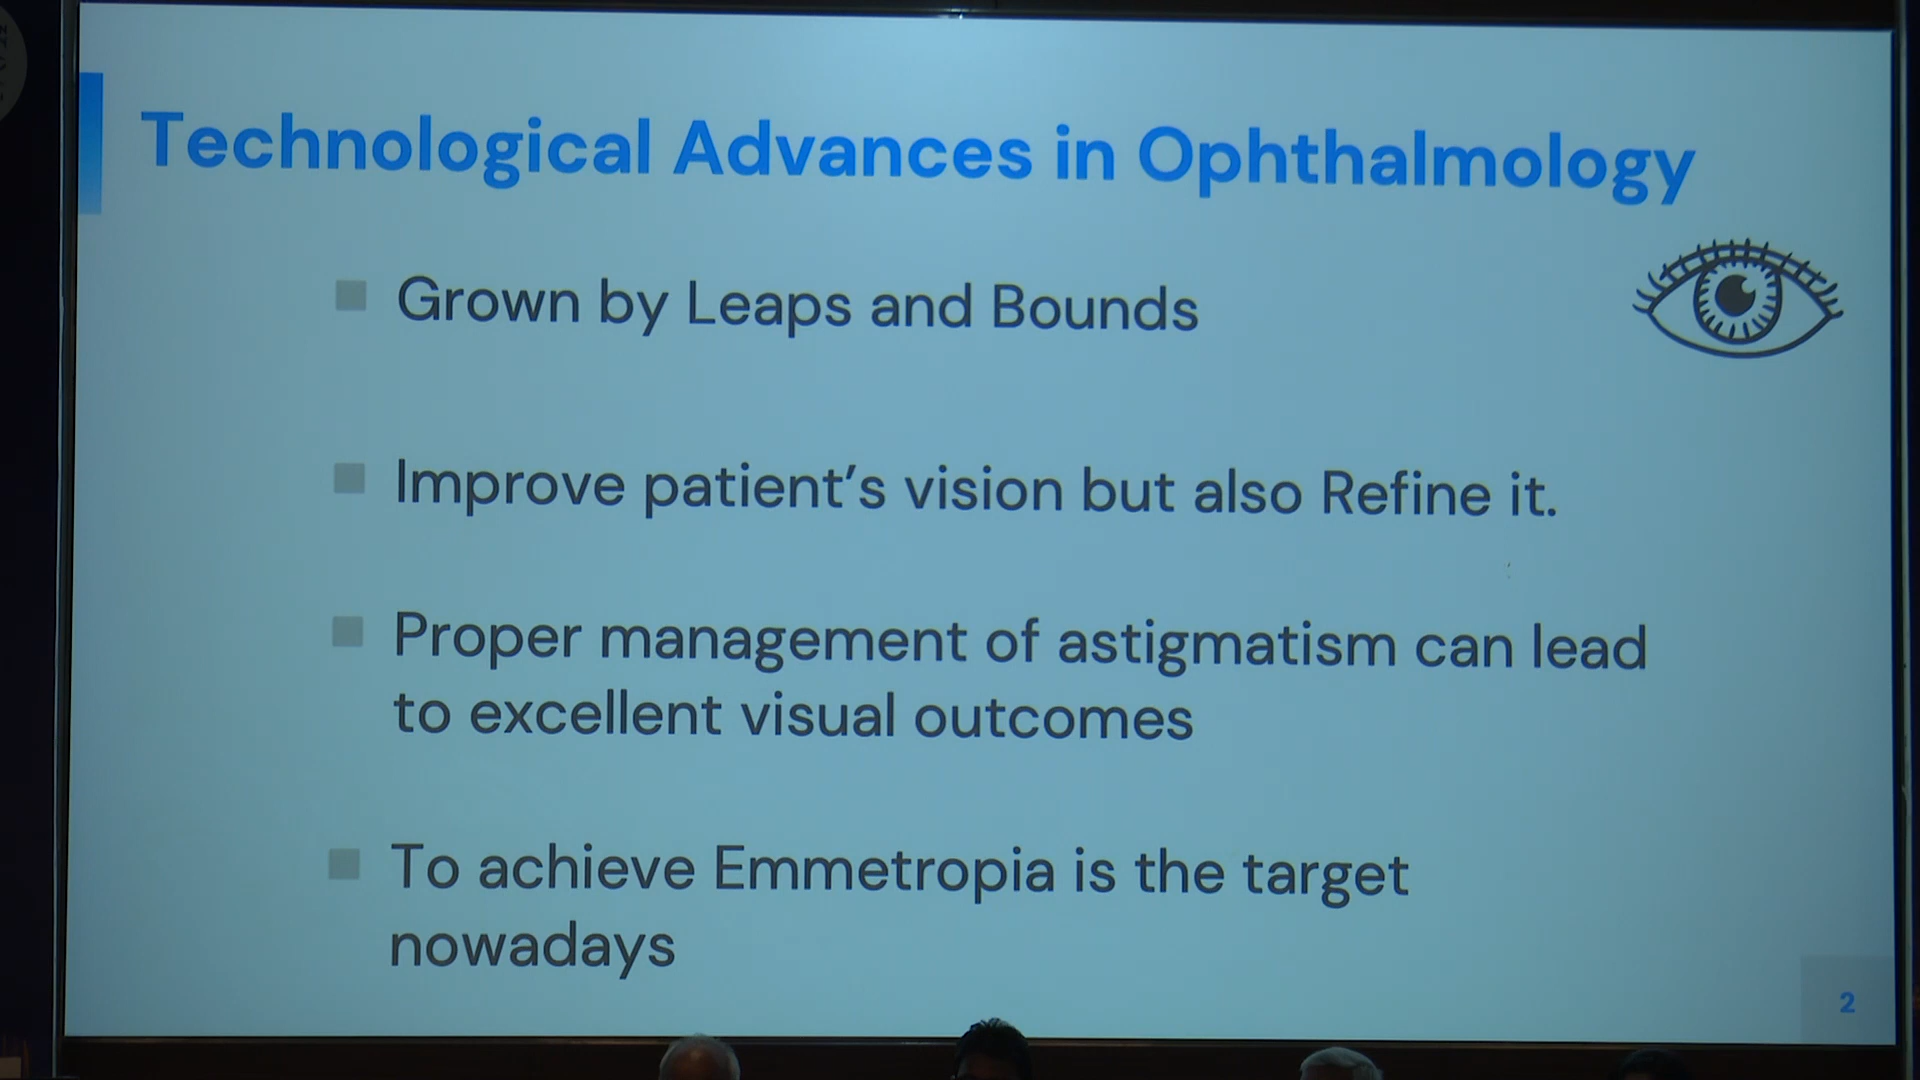 Technological Advances in Ophthalmology
Grown by Leaps and Bounds
Improve patient’s vision but also Refine it.
Proper management of astigmatism can lead
to excellent visual outcomes
To achieve Emmetropia is the target
nowadays
2